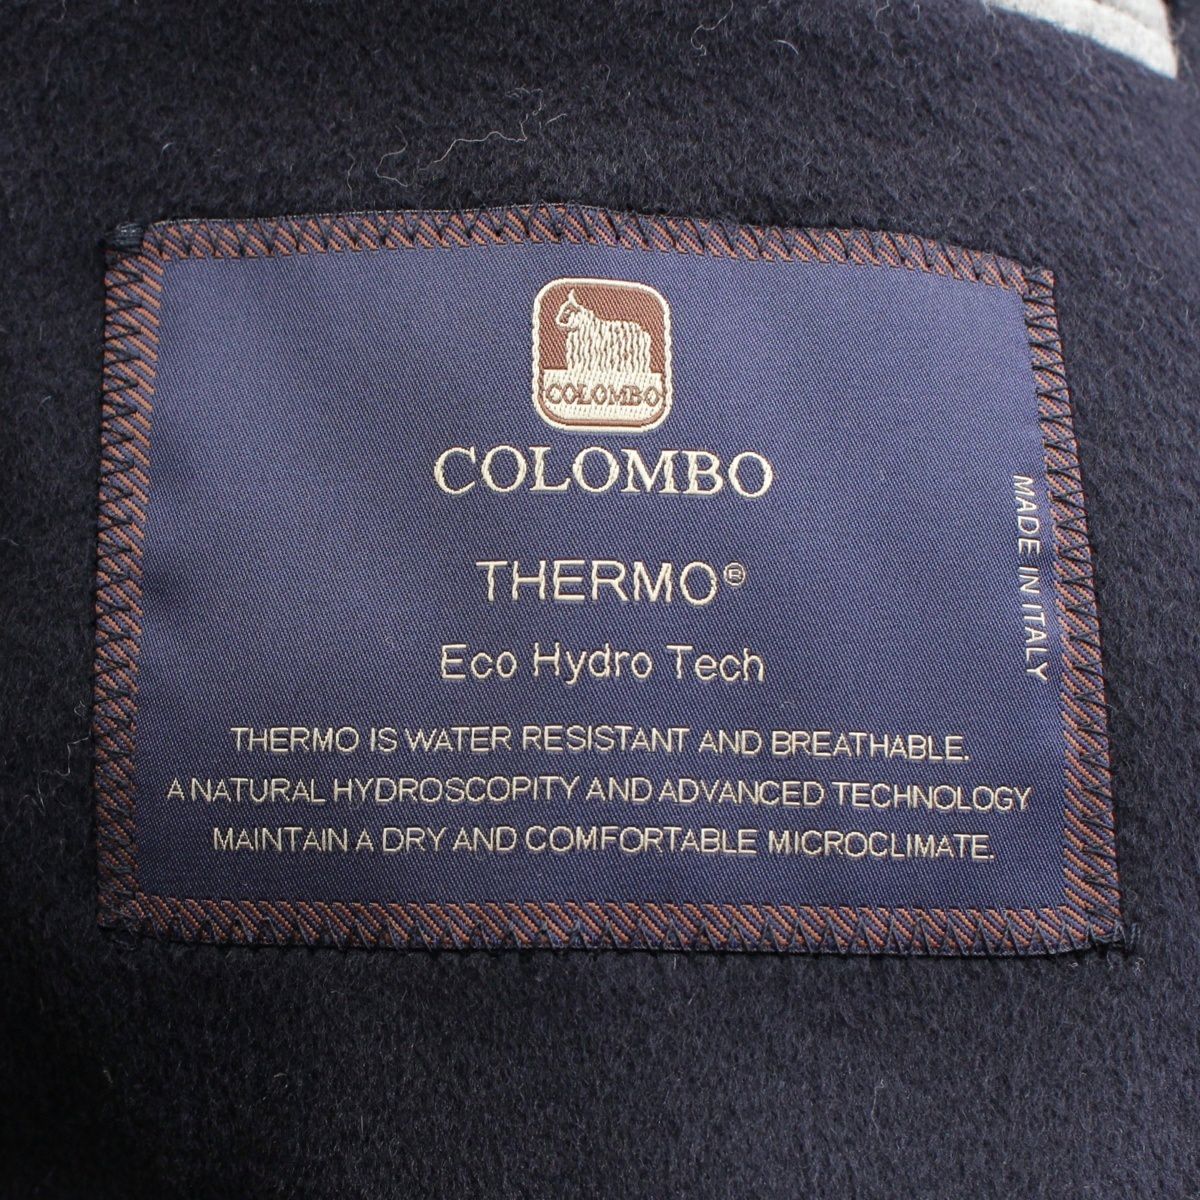 COLOMBO
COLOMBO
THERMO®
Eco Hydro Tech
THERMO IS WATER RESISTANT AND BREATHABLE.
A NATURAL HYDROSCOPITY AND ADVANCED TECHNOLOGY
MAINTAIN A DRY AND COMFORTABLE MICROCLIMATE.
MADE IN ITALY